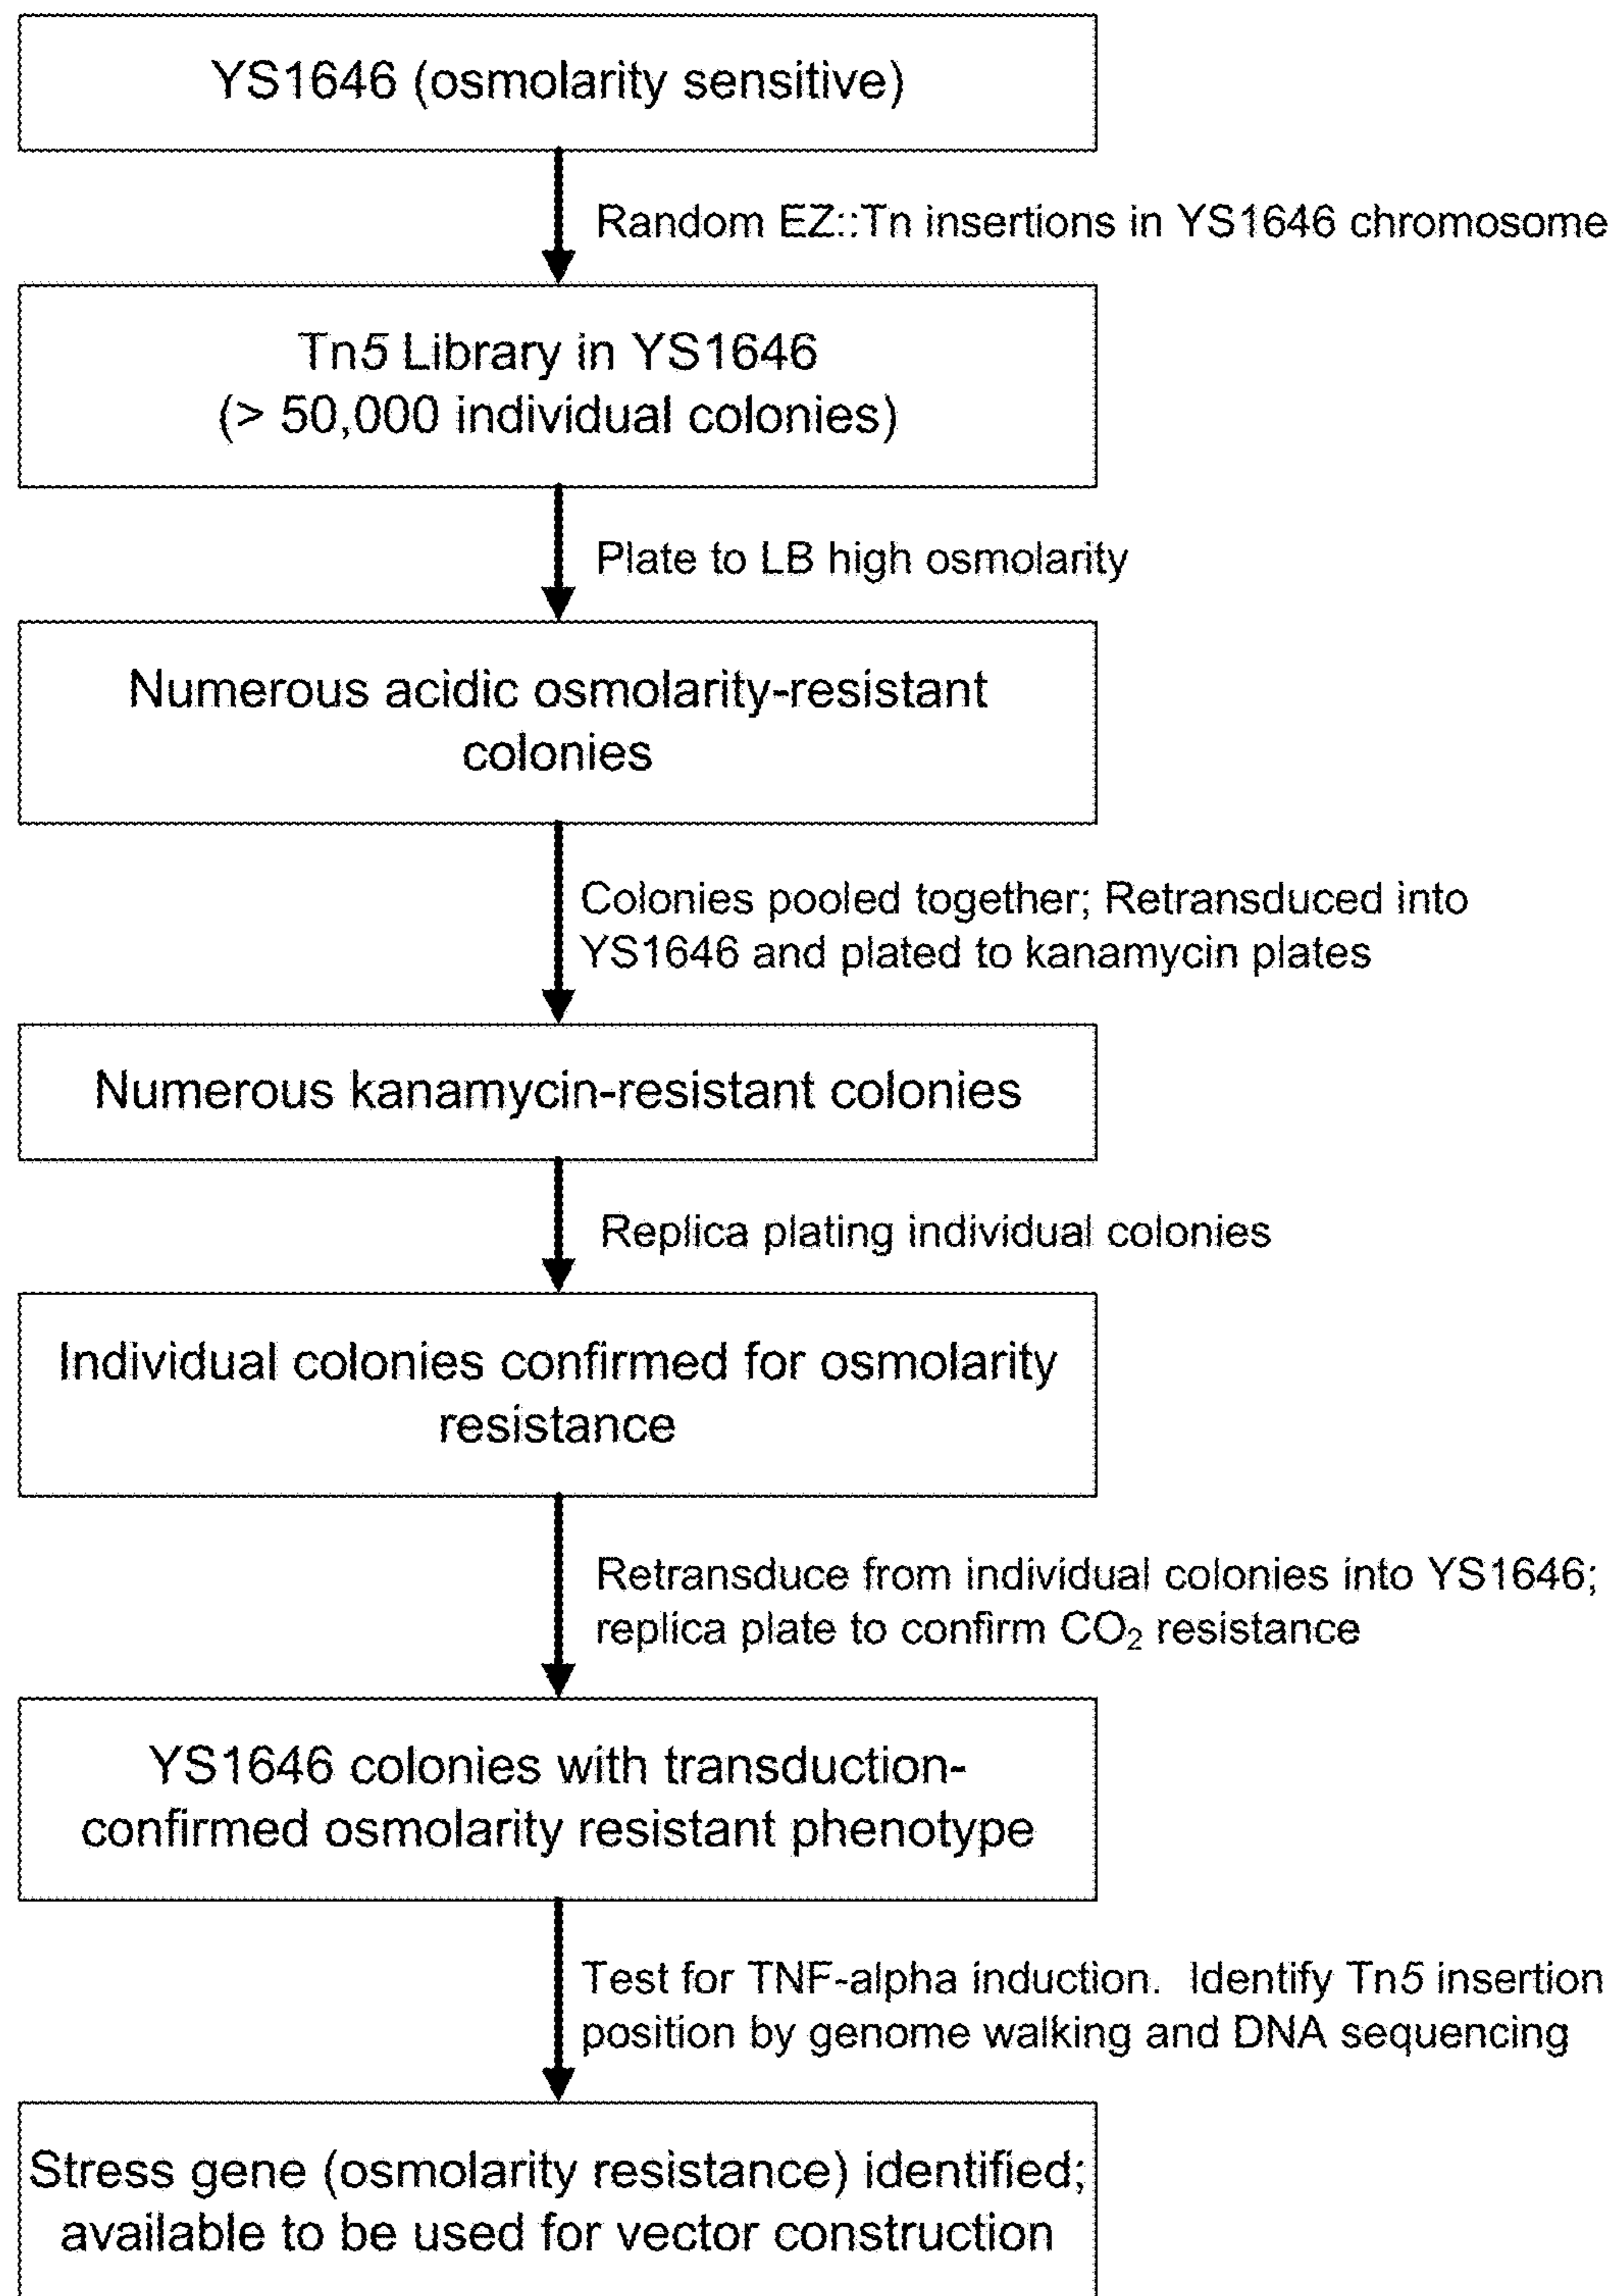 YS1646 (osmolarity sensitive)
Random EZ::Tn insertions in YS1646 chromosome
Tn5 Library in YS1646
(> 50,000 individual colonies)
Plate to LB high osmolarity
Numerous acidic osmolarity-resistant
colonies
Colonies pooled together; Retransduced into
YS1646 and plated to kanamycin plates
Numerous kanamycin-resistant colonies
Replica plating individual colonies
Individual colonies confirmed for osmolarity
resistance
Retransduce from individual colonies into YS1646;
replica plate to confirm CO₂ resistance
YS1646 colonies with transduction-
confirmed osmolarity resistant phenotype
Test for TNF-alpha induction. Identify Tn5 insertion
position by genome walking and DNA sequencing
Stress gene (osmolarity resistance) identified;
available to be used for vector construction